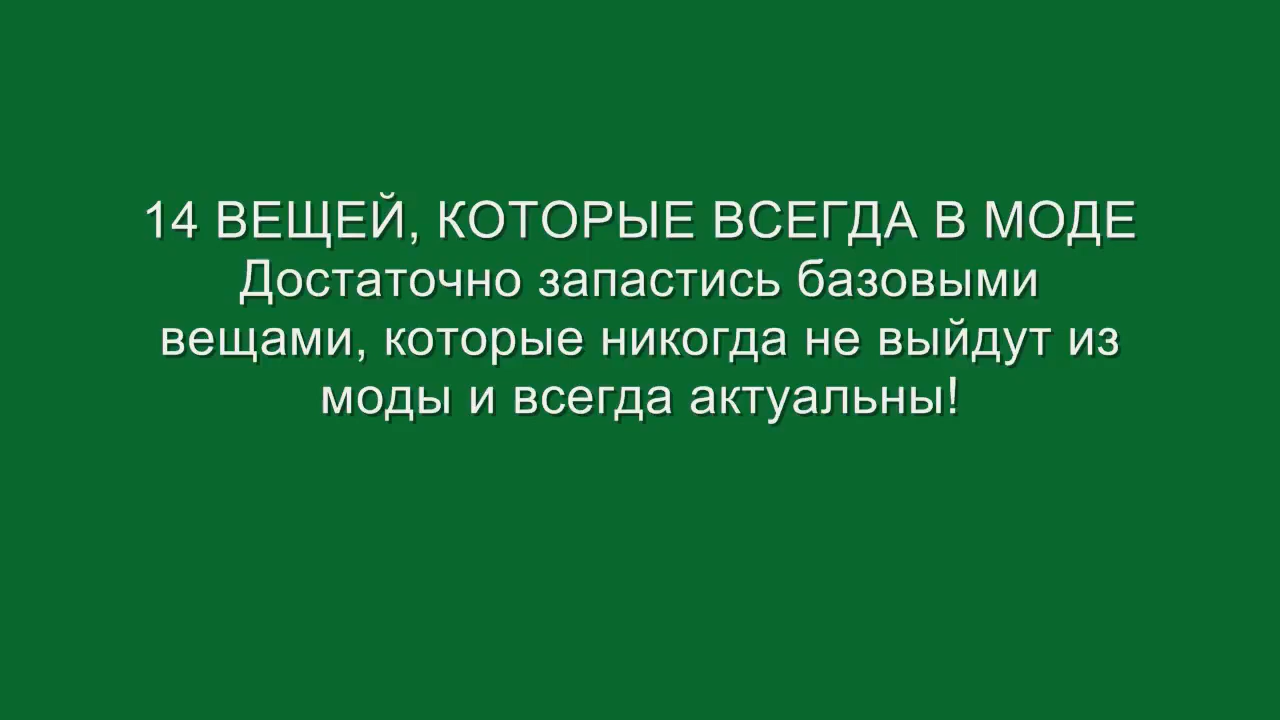 14 ВЕЩЕЙ, КОТОРЫЕ ВСЕГДА В МОДЕ
Достаточно запастись базовыми
вещами, которые никогда не выйдут из
моды и всегда актуальны!